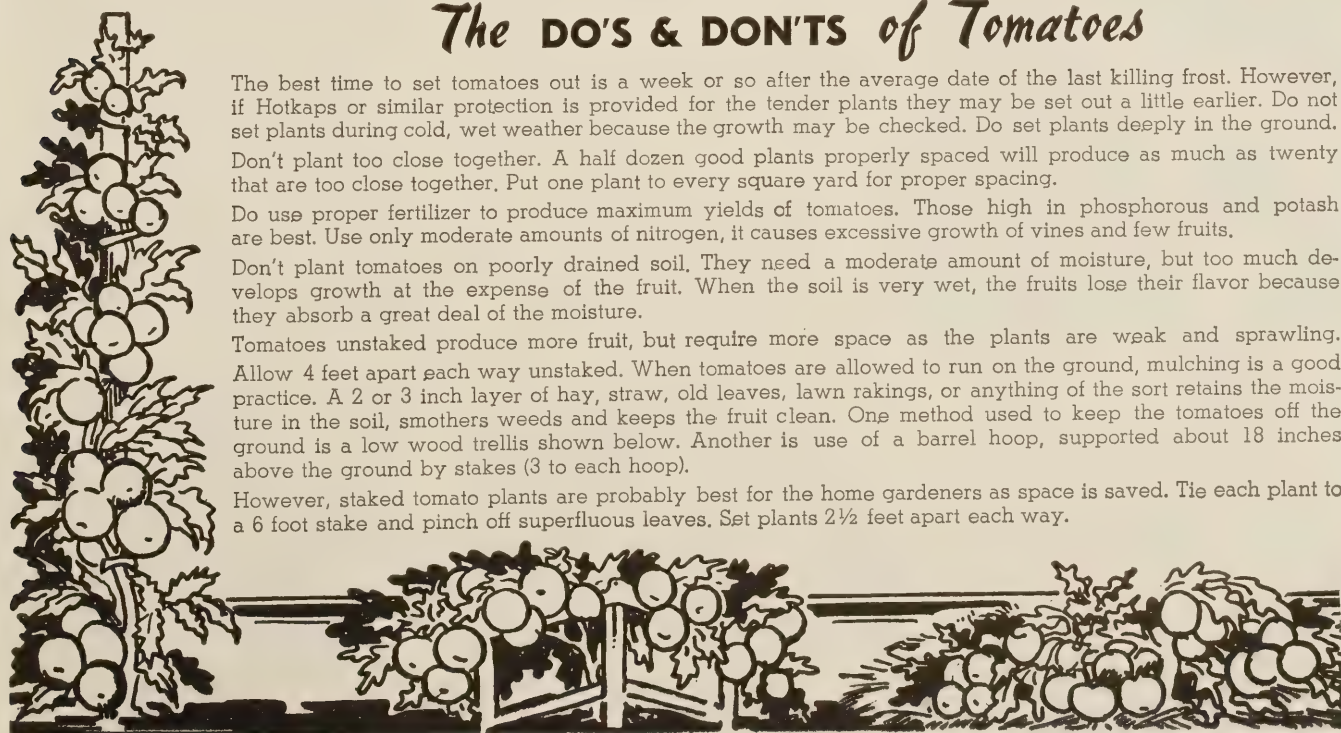 The DO'S & DON'TS of Tomatoes
The best time to set tomatoes out is a week or so after the average date of the last killing frost. However,
if Hotkaps or similar protection is provided for the tender plants they may be set out a little earlier. Do not
set plants during cold, wet weather because the growth may be checked. Do set plants deeply in the ground.
Don't plant too close together. A half dozen good plants properly spaced will produce as much as twenty
that are too close together. Put one plant to every square yard for proper spacing.
Do use proper fertilizer to produce maximum yields of tomatoes. Those high in phosphorous and potash
are best. Use only moderate amounts of nitrogen, it causes excessive growth of vines and few fruits.
Don't plant tomatoes on poorly drained soil. They need a moderate amount of moisture, but too much de-
velops growth at the expense of the fruit. When the soil is very wet, the fruits lose their flavor because
they absorb a great deal of the moisture.
Tomatoes unstaked produce more fruit, but require more space as the plants are weak and sprawling.
Allow 4 feet apart each way unstaked. When tomatoes are allowed to run on the ground, mulching is a good
practice. A 2 or 3 inch layer of hay, straw, old leaves, lawn rakings, or anything of the sort retains the mois-
ture in the soil, smothers weeds and keeps the fruit clean. One method used to keep the tomatoes off the
ground is a low wood trellis shown below. Another is use of a barrel hoop, supported about 18 inches
above the ground by stakes (3 to each hoop).
However, staked tomato plants are probably best for the home gardeners as space is saved. Tie each plant to
a 6 foot stake and pinch off superfluous leaves. Set plants 2½ feet apart each way.